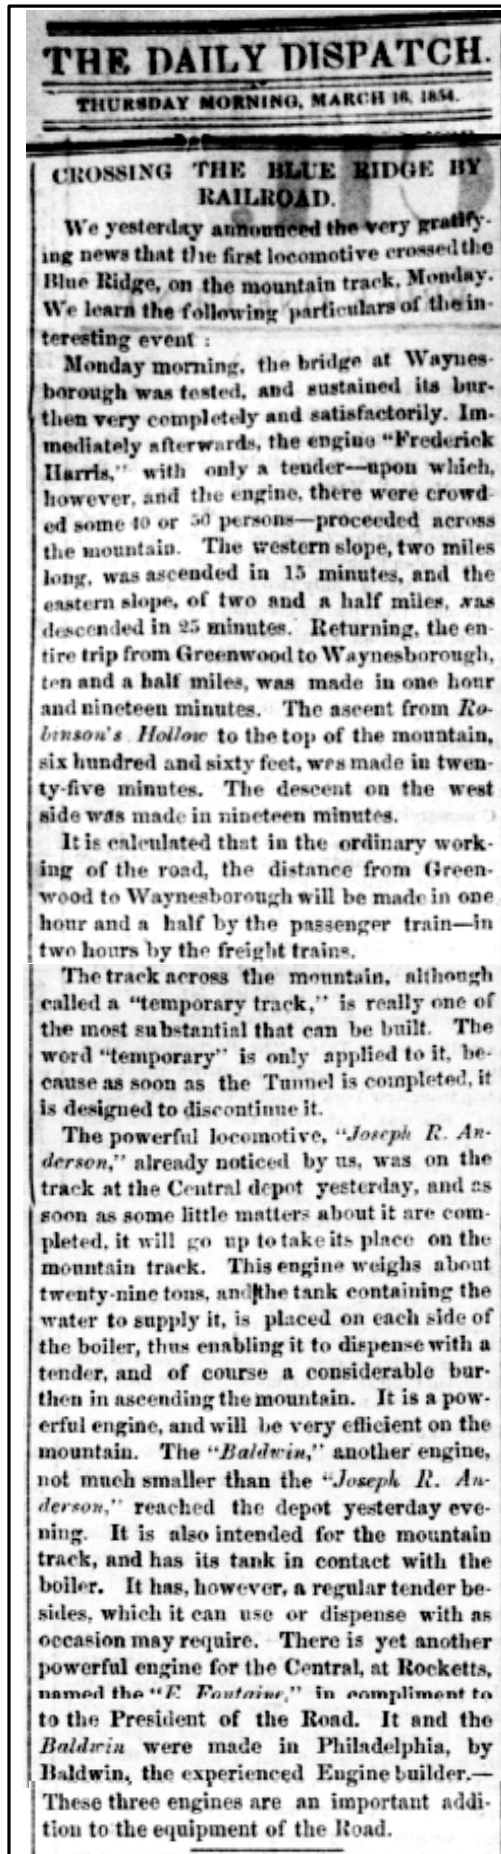 THE DAILY DISPATCH.
THURSDAY MORNING, MARCH 16, 1854.
CROSSING THE BLUE RIDGE BY
RAILROAD.
We yesterday announced the very gratify-
ing news that the first locomotive crossed the
Blue Ridge, on the mountain track, Monday.
We learn the following particulars of the in-
teresting event :
Monday morning, the bridge at Waynes-
borough was tested, and sustained its bur-
then very completely and satisfactorily. Im-
mediately afterwards, the engine "Frederick
Harris," with only a tender—upon which,
however, and the engine, there were crowd-
ed some 40 or 50 persons—proceeded across
the mountain. The western slope, two miles
long, was ascended in 15 minutes, and the
eastern slope, of two and a half miles, was
descended in 25 minutes. Returning, the en-
tire trip from Greenwood to Waynesborough,
ten and a half miles, was made in one hour
and nineteen minutes. The ascent from Ro-
binson's Hollow to the top of the mountain,
six hundred and sixty feet, was made in twen-
ty-five minutes. The descent on the west
side was made in nineteen minutes.
It is calculated that in the ordinary work-
ing of the road, the distance from Green-
wood to Waynesborough will be made in one
hour and a half by the passenger train—in
two hours by the freight trains.
The track across the mountain, although
called a "temporary track," is really one of
the most substantial that can be built. The
word "temporary" is only applied to it, be-
cause as soon as the Tunnel is completed, it
is designed to discontinue it.
The powerful locomotive, "Joseph R. An-
derson," already noticed by us, was on the
track at the Central depot yesterday, and as
soon as some little matters about it are com-
pleted, it will go up to take its place on the
mountain track. This engine weighs about
twenty-nine tons, and the tank containing the
water to supply it, is placed on each side of
the boiler, thus enabling it to dispense with a
tender, and of course a considerable bur-
then in ascending the mountain. It is a pow-
erful engine, and will be very efficient on the
mountain. The "Baldwin," another engine,
not much smaller than the "Joseph R. An-
derson," reached the depot yesterday eve-
ning. It is also intended for the mountain
track, and has its tank in contact with the
boiler. It has, however, a regular tender be-
sides, which it can use or dispense with as
occasion may require. There is yet another
powerful engine for the Central, at Rocketts,
named the "E. Fontaine," in compliment to
to the President of the Road. It and the
Baldwin were made in Philadelphia, by
Baldwin, the experienced Engine builder.—
These three engines are an important addi-
tion to the equipment of the Road.